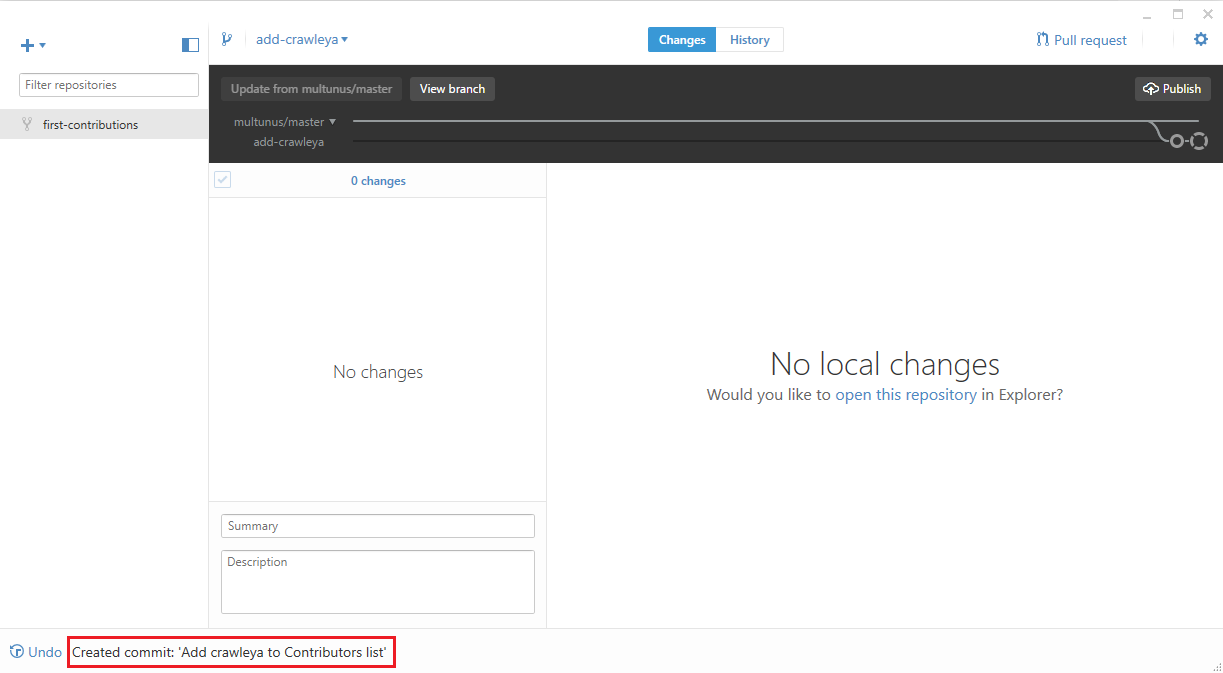 add-crawleya
Changes
History
Pull request
Filter repositories
first-contributions
Update from multunus/master
View branch
Publish
multunus/master
add-crawleya
0 changes
No changes
No local changes
Would you like to open this repository in Explorer?
Summary
Description
Undo
Created commit: 'Add crawleya to Contributors list'